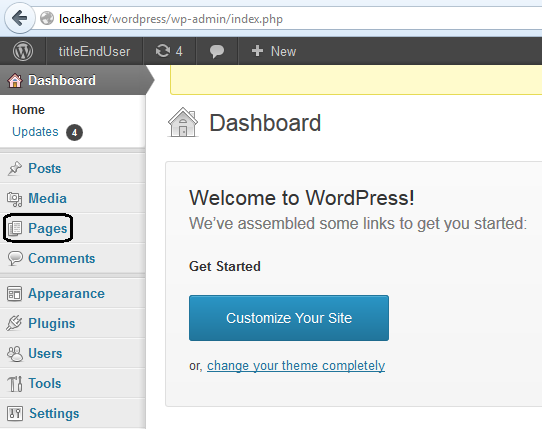 localhost/wordpress/wp-admin/index.php
titleEndUser 4 + New
Dashboard
Home
Updates 4
Posts
Media
Pages
Comments
Appearance
Plugins
Users
Tools
Settings
Dashboard
Welcome to WordPress!
We've assembled some links to get you started:
Get Started
Customize Your Site
or, change your theme completely